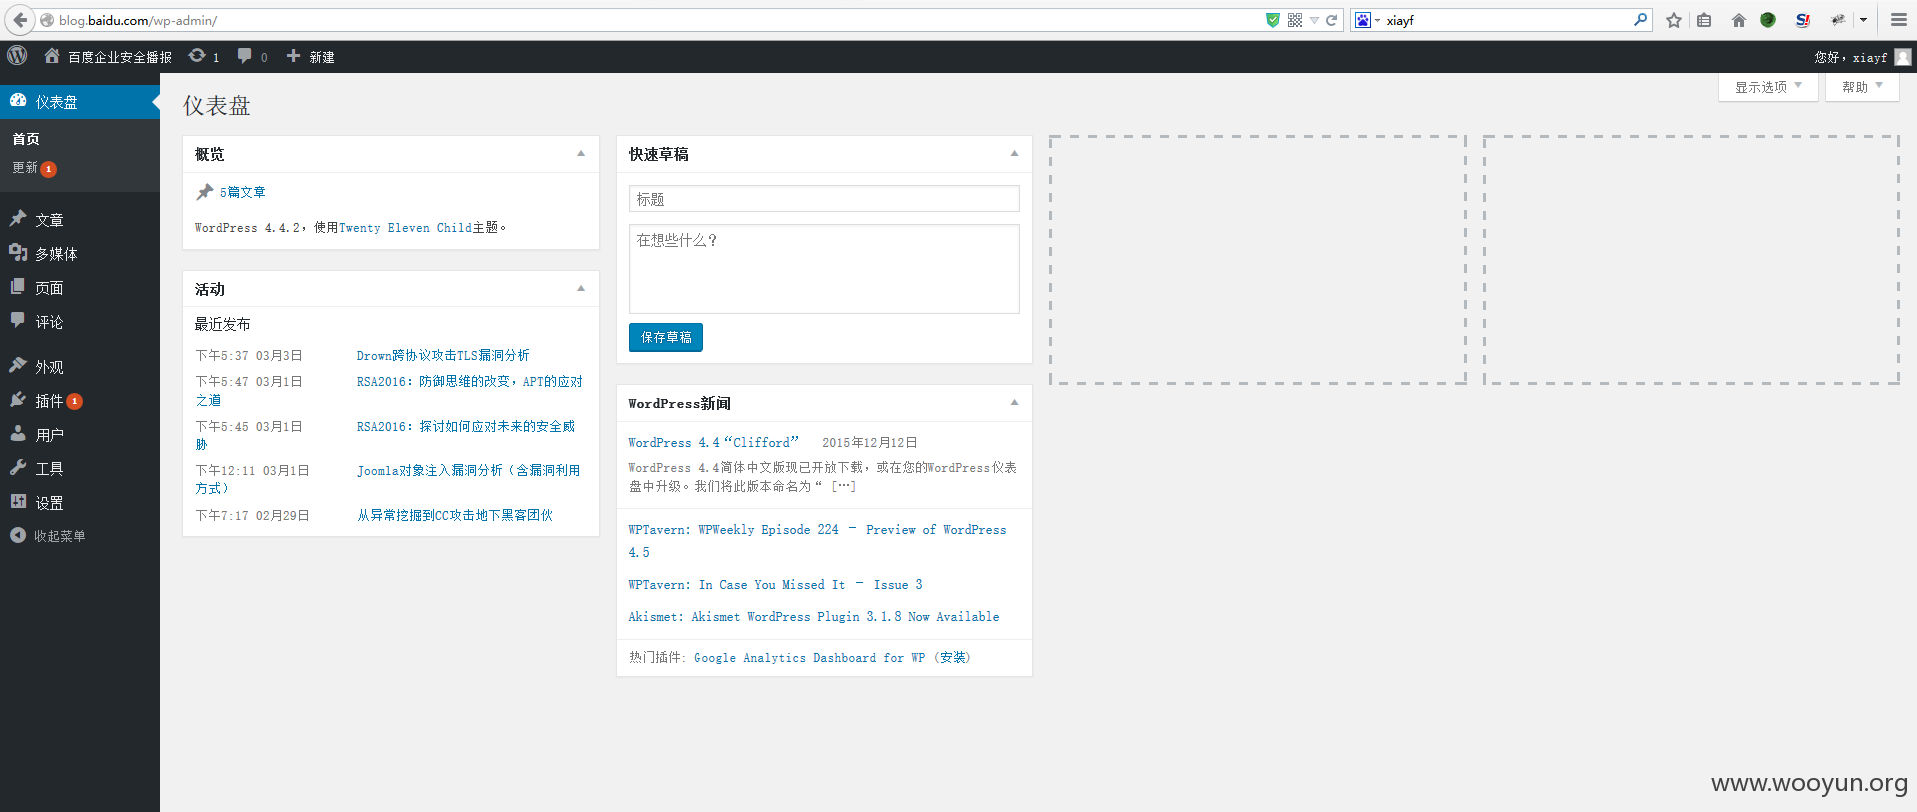 blog.baidu.com/wp-admin/
xiayf
百度企业安全播报 1 0 新建
您好，xiayf
仪表盘
首页
更新 1
文章
多媒体
页面
评论
外观
插件 1
用户
工具
设置
收起菜单
显示选项
帮助
仪表盘
概览
5篇文章
WordPress 4.4.2，使用Twenty Eleven Child主题。
活动
最近发布
下午5:37 03月3日 Drown跨协议攻击TLS漏洞分析
下午5:47 03月1日 RSA2016：防御思维的改变，APT的应对
之道
下午5:45 03月1日 RSA2016：探讨如何应对未来的安全威
胁
下午12:11 03月1日 Joomla对象注入漏洞分析（含漏洞利用
方式）
下午7:17 02月29日 从异常挖掘到CC攻击地下黑客团伙
快速草稿
标题
在想些什么？
保存草稿
WordPress新闻
WordPress 4.4“Clifford” 2015年12月12日
WordPress 4.4简体中文版现已开放下载，或在您的WordPress仪表
盘中升级。我们将此版本命名为“ […]
WPTavern: WPWeekly Episode 224 – Preview of WordPress
4.5
WPTavern: In Case You Missed It – Issue 3
Akismet: Akismet WordPress Plugin 3.1.8 Now Available
热门插件: Google Analytics Dashboard for WP (安装)
www.wooyun.org